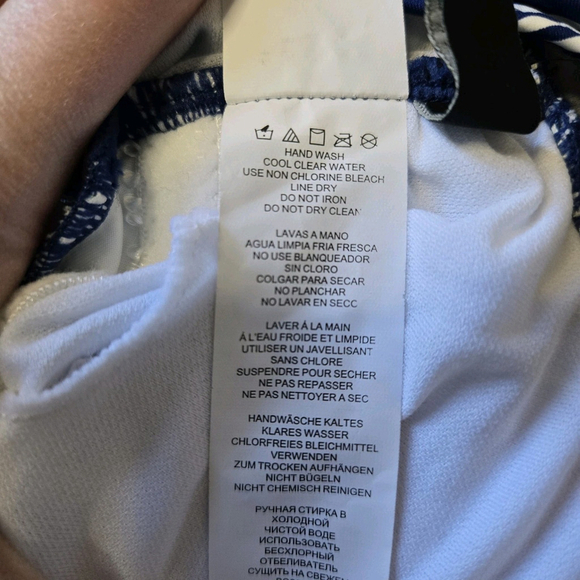 HAND WASH
COOL CLEAR WATER
USE NON CHLORINE BLEACH
LINE DRY
DO NOT IRON
DO NOT DRY CLEAN
LAVAS A MANO
AGUA LIMPIA FRIA FRESCA
NO USE BLANQUEADOR
SIN CLORO
COLGAR PARA SECAR
NO PLANCHAR
NO LAVAR EN SECO
LAVER Á LA MAIN
Á L'EAU FROIDE ET LIMPIDE
UTILISER UN JAVELLISANT
SANS CHLORE
SUSPENDRE POUR SÉCHER
NE PAS REPASSER
NE PAS NETTOYER A SEC
HANDWÄSCHE KALTES
KLARES WASSER
CHLORFREIES BLEICHMITTEL
VERWENDEN
ZUM TROCKEN AUFHÄNGEN
NICHT BÜGELN
NICHT CHEMISCH REINIGEN
РУЧНАЯ СТИРКА В
ХОЛОДНОЙ
ЧИСТОЙ ВОДЕ
ИСПОЛЬЗОВАТЬ
БЕСХЛОРНЫЙ
ОТБЕЛИВАТЕЛЬ
СУШИТЬ НА СВЕЖЕМ